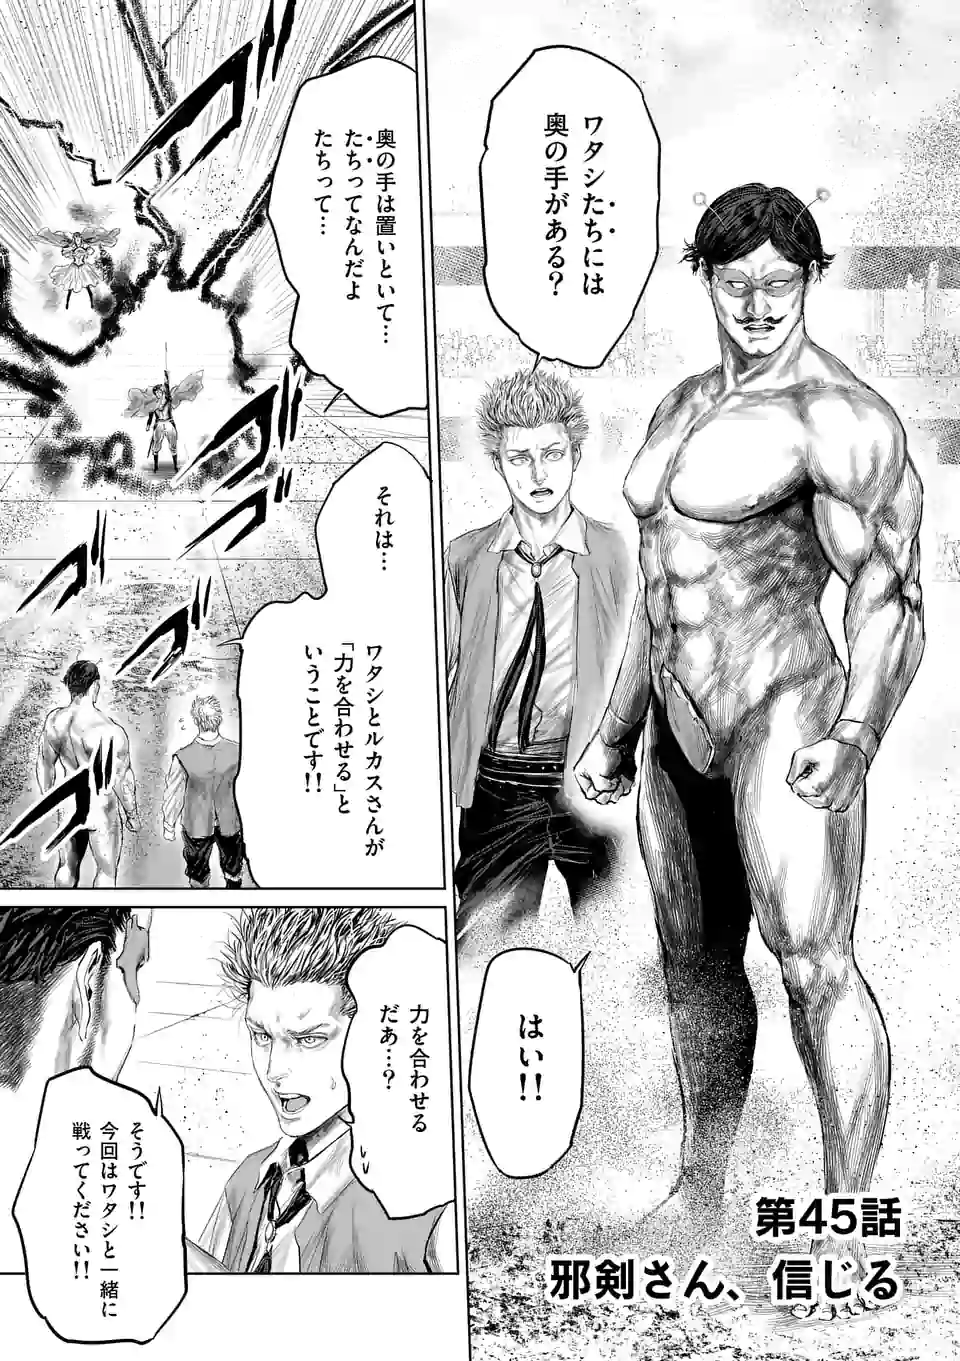 ワタシたちには
奥の手がある?
はい!!
第45話
邪剣さん、信じる
奥の手は置いといて…
たちってなんだよ
たちって…
それは…
ワタシとルカスさんが
「力を合わせる」と
いうことです!!
力を合わせる
だあ…?
そうです!!
今回はワタシと一緒に
戦ってください!!